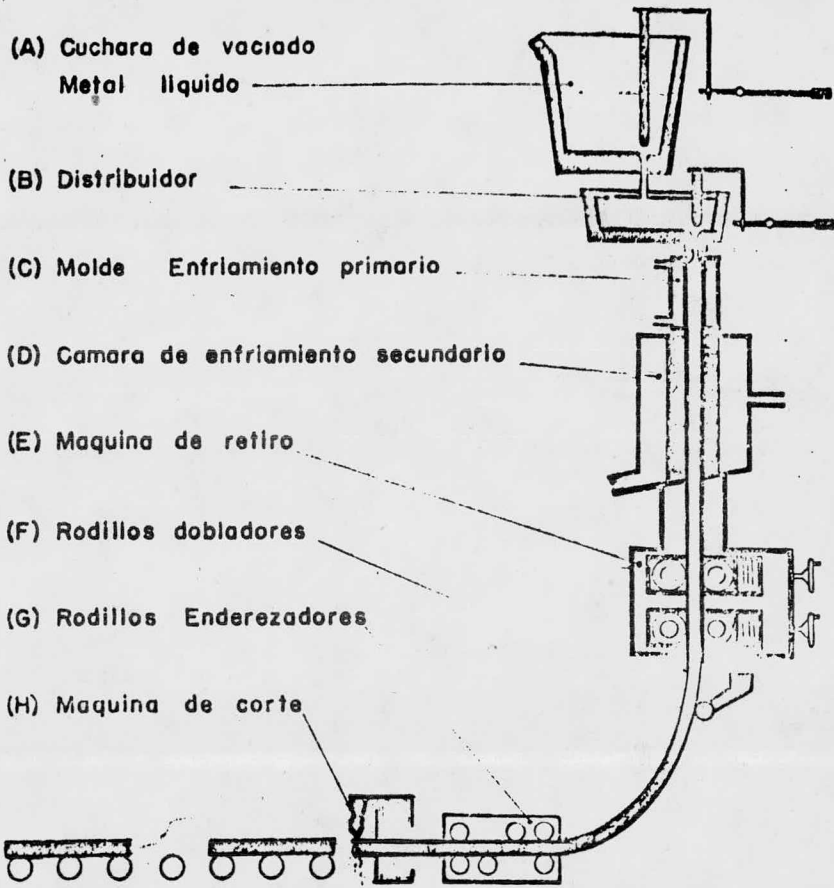 (A) Cuchara de vaciado
Metal liquido
(B) Distribuidor
(C) Molde Enfriamiento primario
(D) Camara de enfriamiento secundario
(E) Maquina de retiro
(F) Rodillos dobladores
(G) Rodillos Enderezadores
(H) Maquina de corte